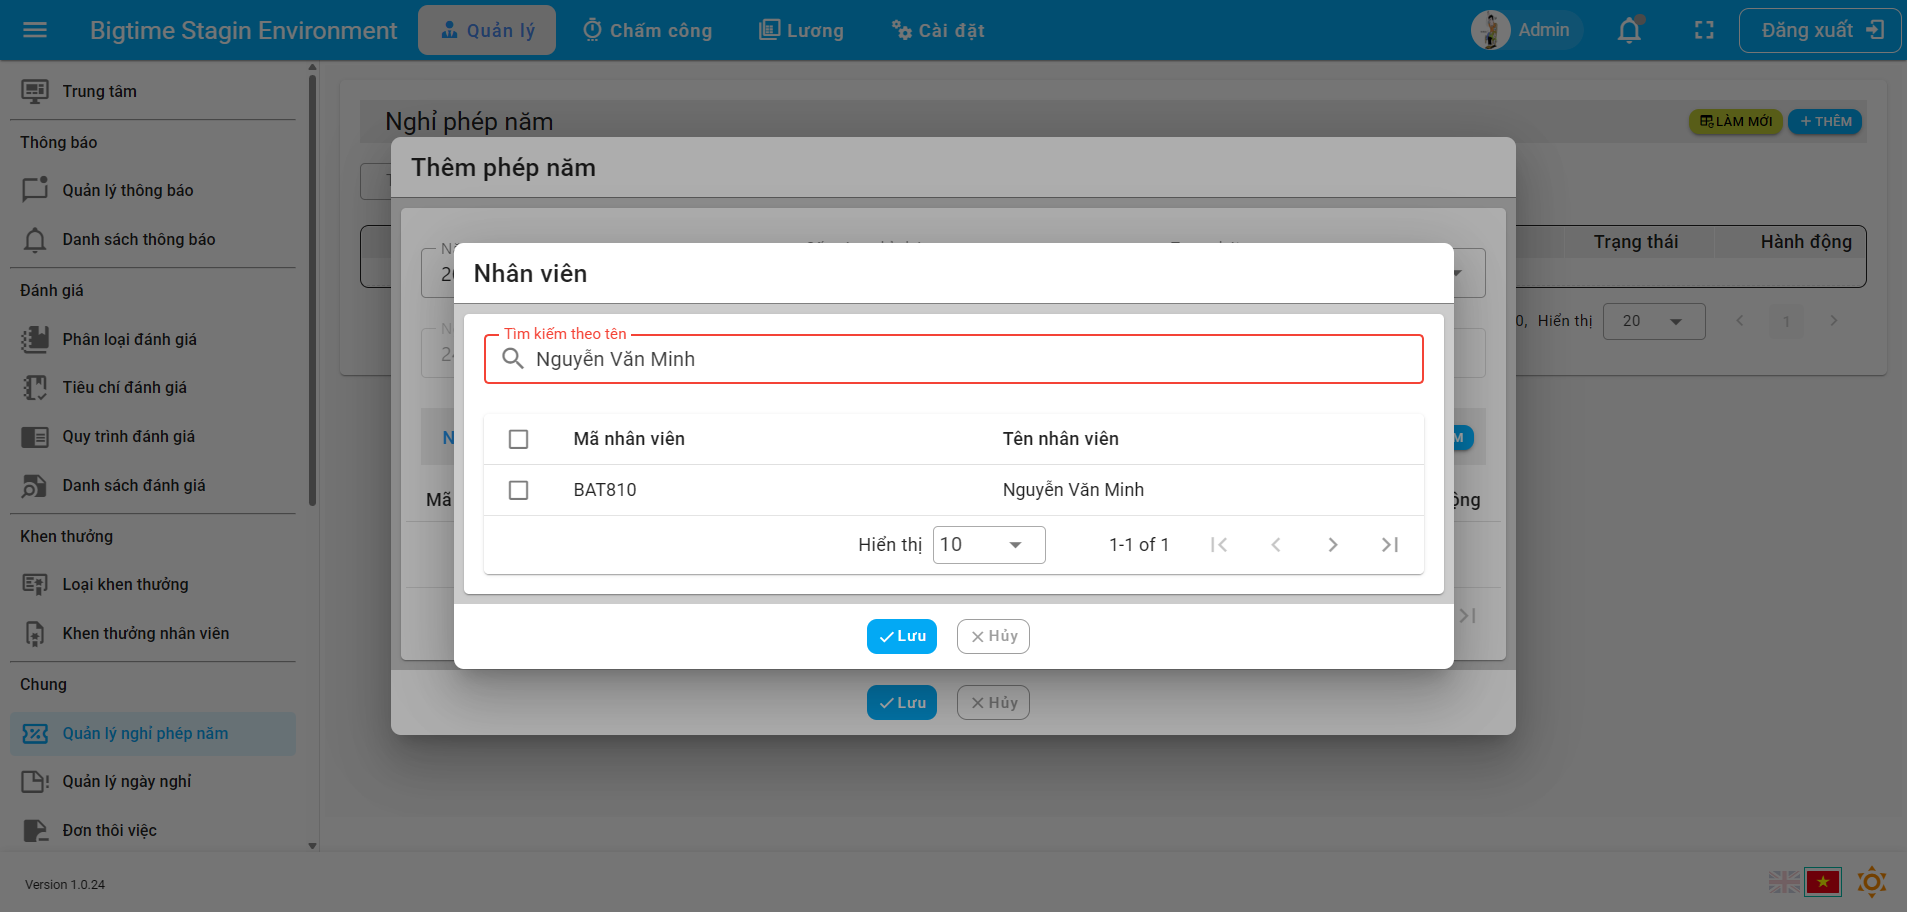 Bigtime Stagin Environment
Quản lý
Chấm công
Lương
Cài đặt
Admin
Đăng xuất
Trung tâm
Thông báo
Quản lý thông báo
Danh sách thông báo
Đánh giá
Phân loại đánh giá
Tiêu chí đánh giá
Quy trình đánh giá
Danh sách đánh giá
Khen thưởng
Loại khen thưởng
Khen thưởng nhân viên
Chung
Quản lý nghỉ phép năm
Quản lý ngày nghỉ
Đơn thôi việc
Version 1.0.24
Nghỉ phép năm
LÀM MỚI
THÊM
Trạng thái
Hành động
0, Hiển thị
20
1
Thêm phép năm
Mã
Nhân viên
Tìm kiếm theo tên
Nguyễn Văn Minh
Mã nhân viên
Tên nhân viên
BAT810
Nguyễn Văn Minh
Hiển thị
10
1-1 of 1
Lưu
Hủy
Lưu
Hủy